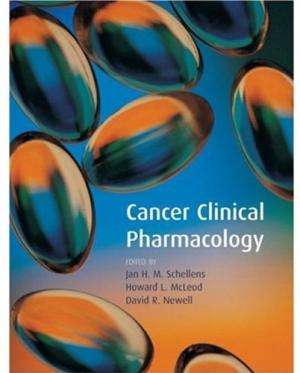 Cancer Clinical
Pharmacology
EDITED BY
Jan H. M. Schellens
Howard L. McLeod
David R. Newell